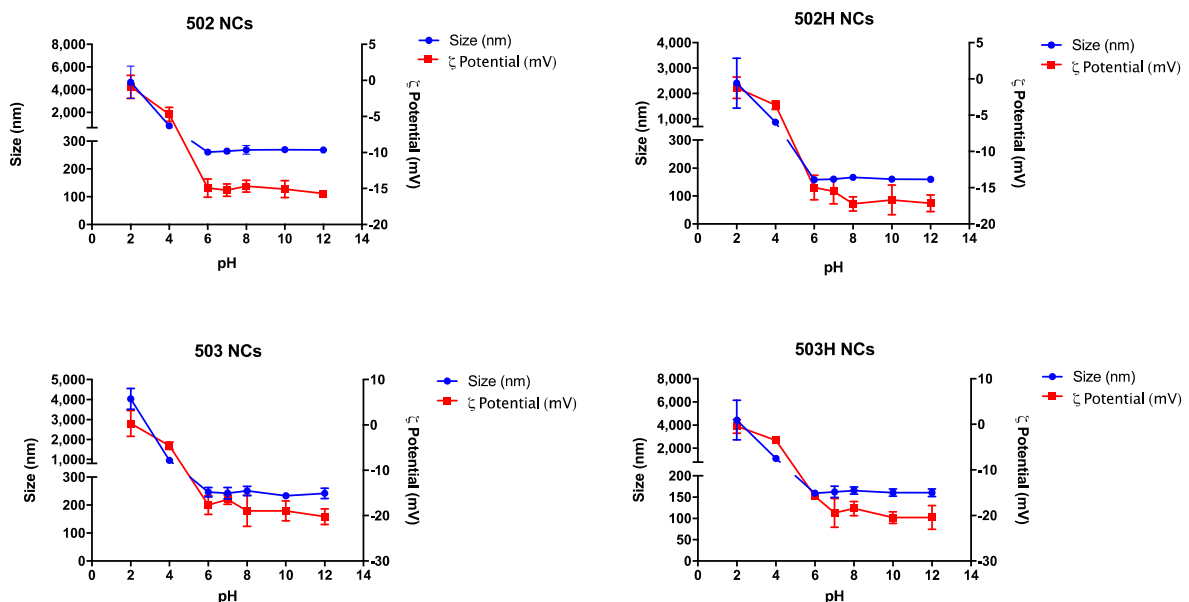 502 NCs
8,000
6,000
4,000
2,000
300
200
100
0
5
0
-5
-10
-15
-20
0 2 4 6 8 10 12 14
pH
Size (nm)
ζ Potential (mV)
Size (nm)
ζ Potential (mV)
502H NCs
4,000
3,000
2,000
1,000
300
200
100
0
5
0
-5
-10
-15
-20
0 2 4 6 8 10 12 14
pH
Size (nm)
ζ Potential (mV)
Size (nm)
ζ Potential (mV)
503 NCs
5,000
4,000
3,000
2,000
1,000
300
200
100
0
10
0
-10
-20
-30
0 2 4 6 8 10 12 14
pH
Size (nm)
ζ Potential (mV)
Size (nm)
ζ Potential (mV)
503H NCs
8,000
6,000
4,000
2,000
200
150
100
50
0
10
0
-10
-20
-30
0 2 4 6 8 10 12 14
pH
Size (nm)
ζ Potential (mV)
Size (nm)
ζ Potential (mV)